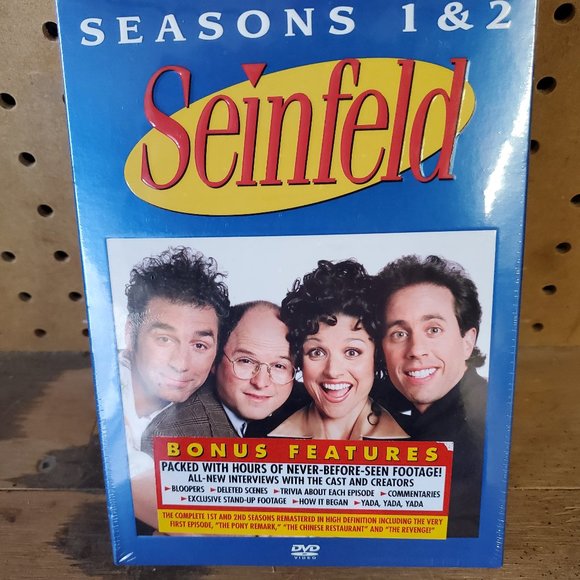 SEASONS 1 & 2
Seinfeld
BONUS FEATURES
PACKED WITH HOURS OF NEVER-BEFORE-SEEN FOOTAGE!
ALL-NEW INTERVIEWS WITH THE CAST AND CREATORS
►BLOOPERS ►DELETED SCENES ►TRIVIA ABOUT EACH EPISODE ►COMMENTARIES
►EXCLUSIVE STAND-UP FOOTAGE ►HOW IT BEGAN ►YADA, YADA, YADA
THE COMPLETE 1ST AND 2ND SEASONS REMASTERED IN HIGH DEFINITION INCLUDING THE VERY
FIRST EPISODE, "THE PONY REMARK," "THE CHINESE RESTAURANT" AND "THE REVENGE!"
DVD
VIDEO